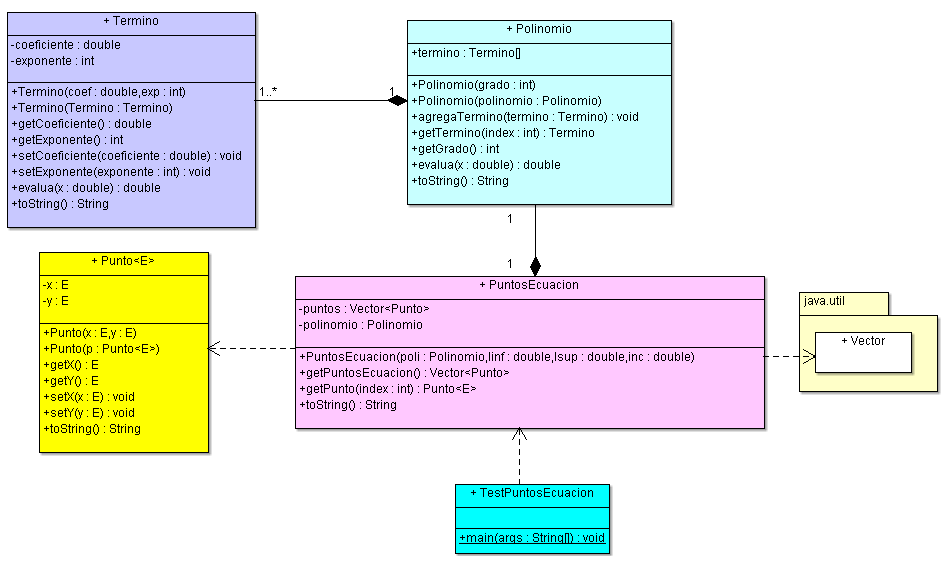 + Termino
-coeficiente : double
-exponente : int
+Termino(coef : double,exp : int)
+Termino(Termino : Termino)
+getCoeficiente() : double
+getExponente() : int
+setCoeficiente(coeficiente : double) : void
+setExponente(exponente : int) : void
+evalua(x : double) : double
+toString() : String
1..*
1
+ Polinomio
+termino : Termino[]
+Polinomio(grado : int)
+Polinomio(polinomio : Polinomio)
+agregaTermino(termino : Termino) : void
+getTermino(index : int) : Termino
+getGrado() : int
+evalua(x : double) : double
+toString() : String
1
1
+ Punto<E>
-x : E
-y : E
+Punto(x : E,y : E)
+Punto(p : Punto<E>)
+getX() : E
+getY() : E
+setX(x : E) : void
+setY(y : E) : void
+toString() : String
+ PuntosEcuacion
-puntos : Vector<Punto>
-polinomio : Polinomio
+PuntosEcuacion(poli : Polinomio,linf : double,lsup : double,inc : double)
+getPuntosEcuacion() : Vector<Punto>
+getPunto(index : int) : Punto<E>
+toString() : String
java.util
+ Vector
+ TestPuntosEcuacion
+main(args : String[]) : void